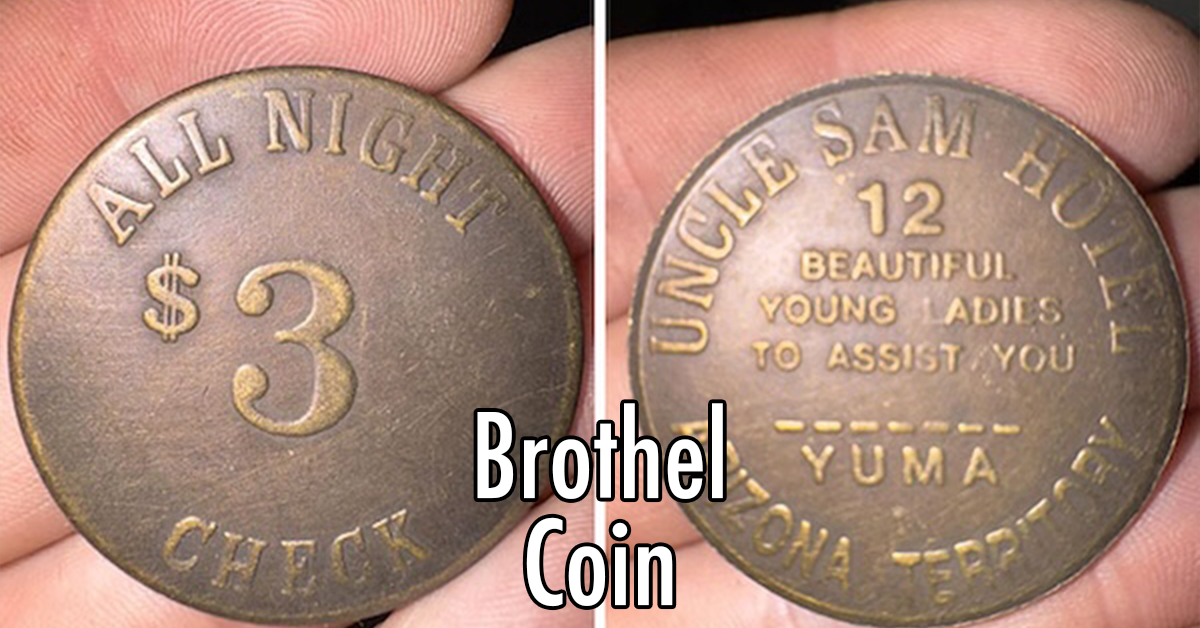 ALL NIGHT
$3
CHECK
UNCLE SAM HOTEL
12
BEAUTIFUL
YOUNG LADIES
TO ASSIST YOU
YUMA
ARIZONA TERRITORY
Brothel
Coin